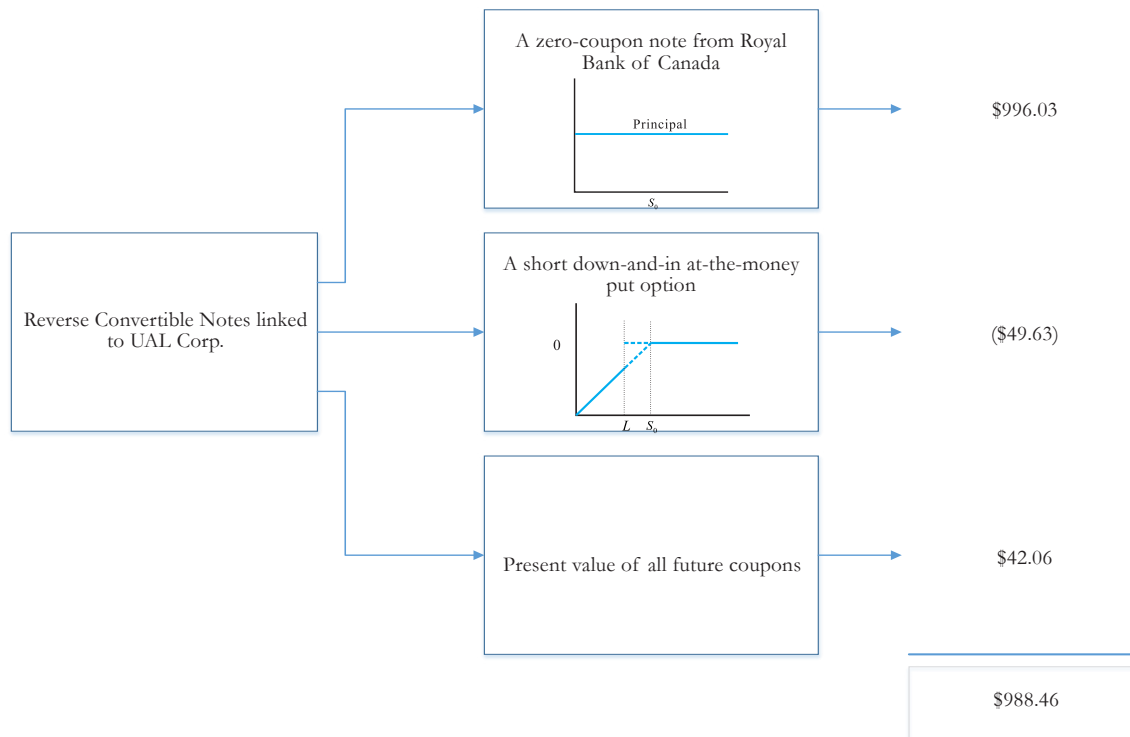 A zero-coupon note from Royal
Bank of Canada
Principal
S₀
$996.03
Reverse Convertible Notes linked
to UAL Corp.
A short down-and-in at-the-money
put option
0
L S₀
($49.63)
Present value of all future coupons
$42.06
$988.46